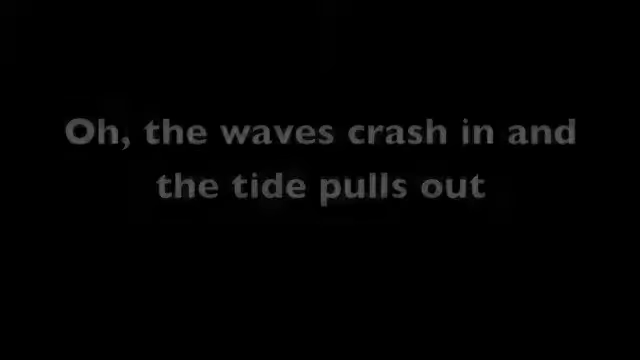 Oh, the waves crash in and
the tide pulls out